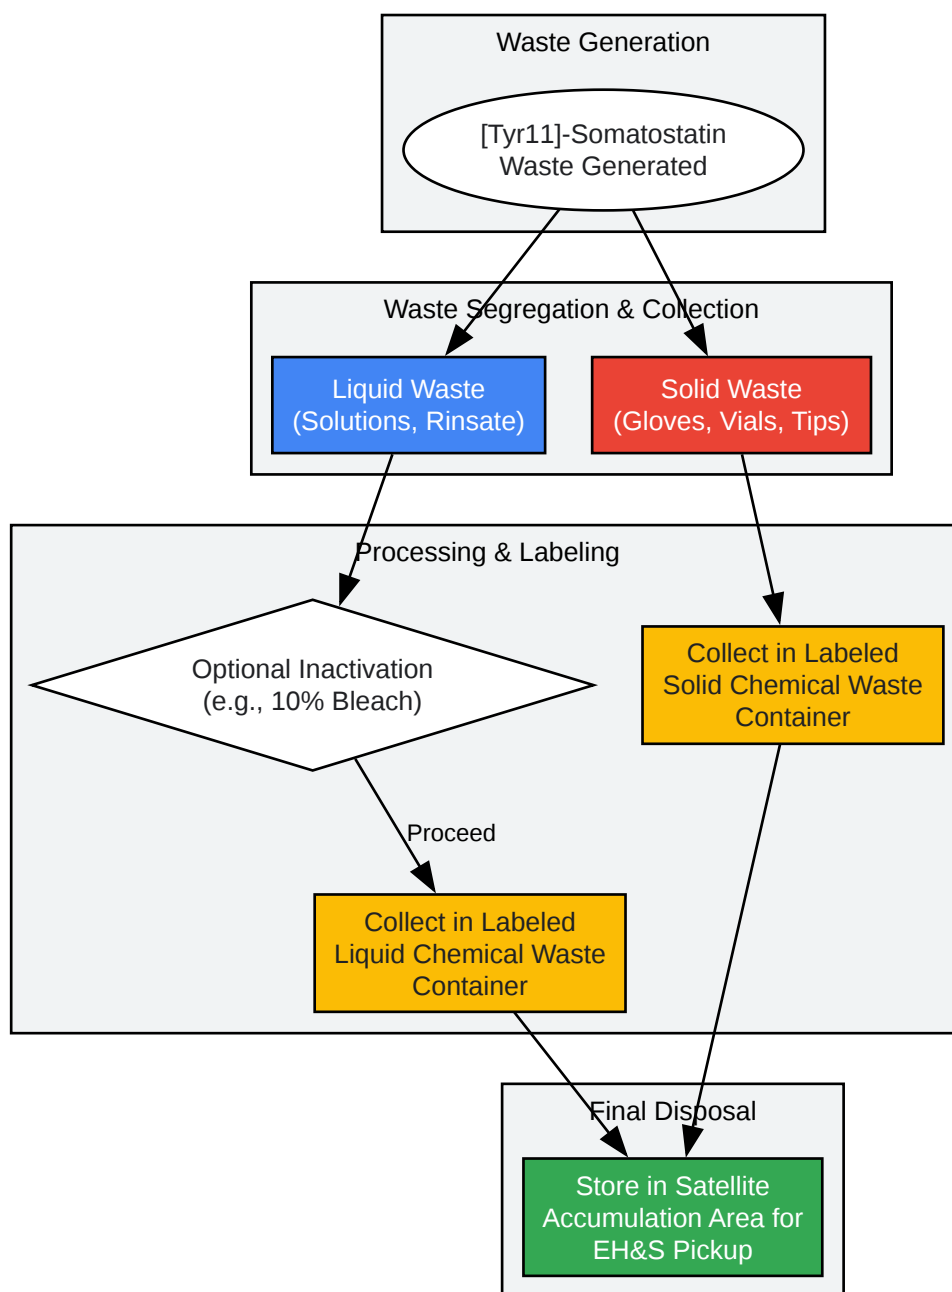 Waste Generation
[Tyr11]-Somatostatin
Waste Generated
Waste Segregation & Collection
Liquid Waste
(Solutions, Rinsate)
Solid Waste
(Gloves, Vials, Tips)
Processing & Labeling
Optional Inactivation
(e.g., 10% Bleach)
Collect in Labeled
Solid Chemical Waste
Container
Proceed
Collect in Labeled
Liquid Chemical Waste
Container
Final Disposal
Store in Satellite
Accumulation Area for
EH&S Pickup